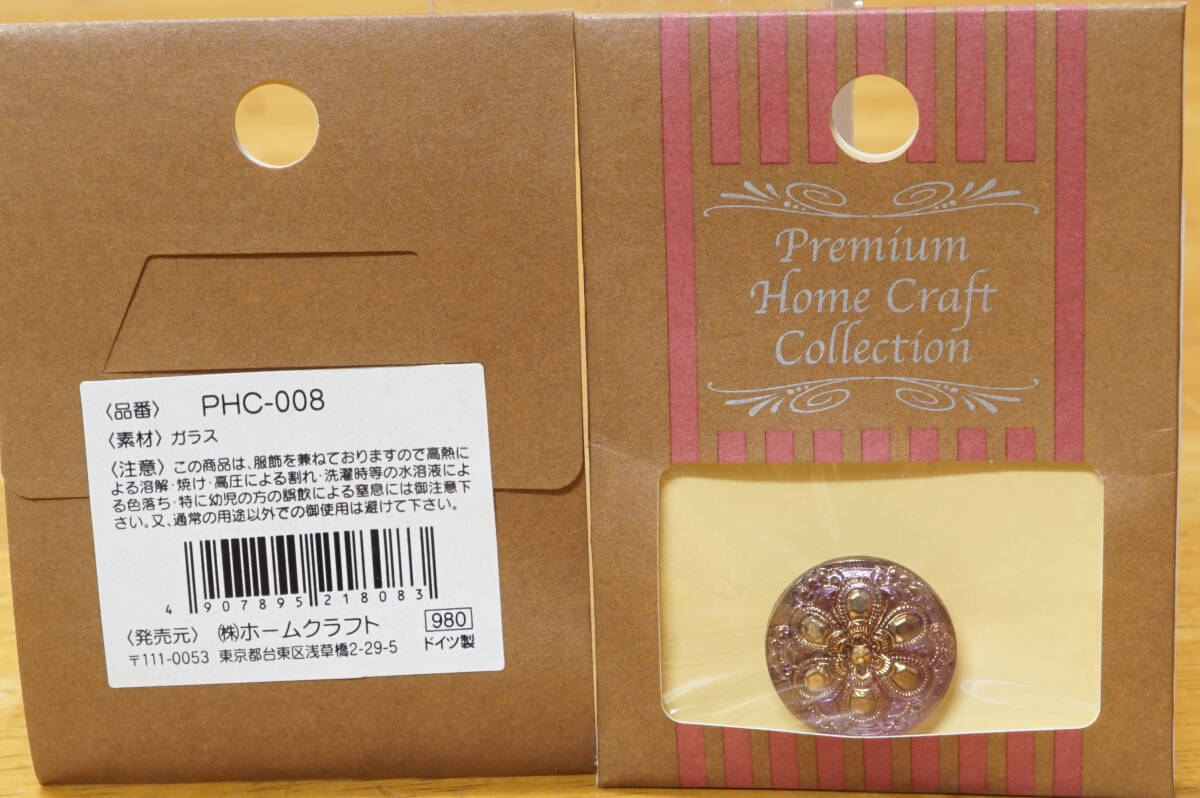 〈品番〉 PHC-008
〈素材〉ガラス
〈注意〉この商品は、服飾を兼ねておりますので高熱に
よる溶解・焼け・高圧による割れ・洗濯時等の水溶液によ
る色落ち・特に幼児の方の誤飲による窒息には御注意下
さい。又、通常の用途以外での御使用は避けて下さい。
4 907895 218083
〈発売元〉 ㈱ホームクラフト 980
〒111-0053 東京都台東区浅草橋2-29-5 ドイツ製
Premium
Home Craft
Collection